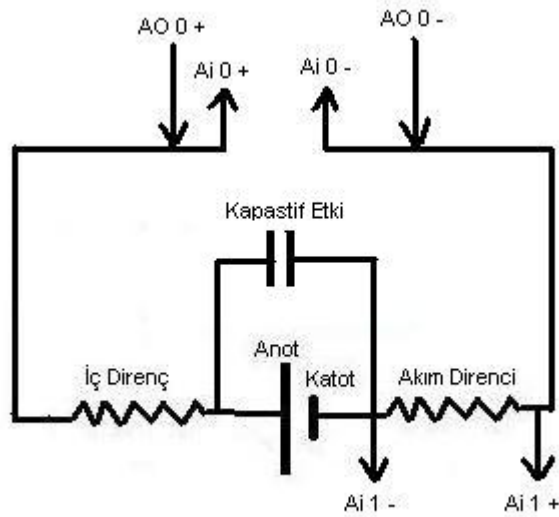 AO 0 +
AO 0 -
Ai 0 +
Ai 0 -
Kapastif Etki
Anot
İç Direnç
Katot
Akım Direnci
Ai 1 -
Ai 1 +